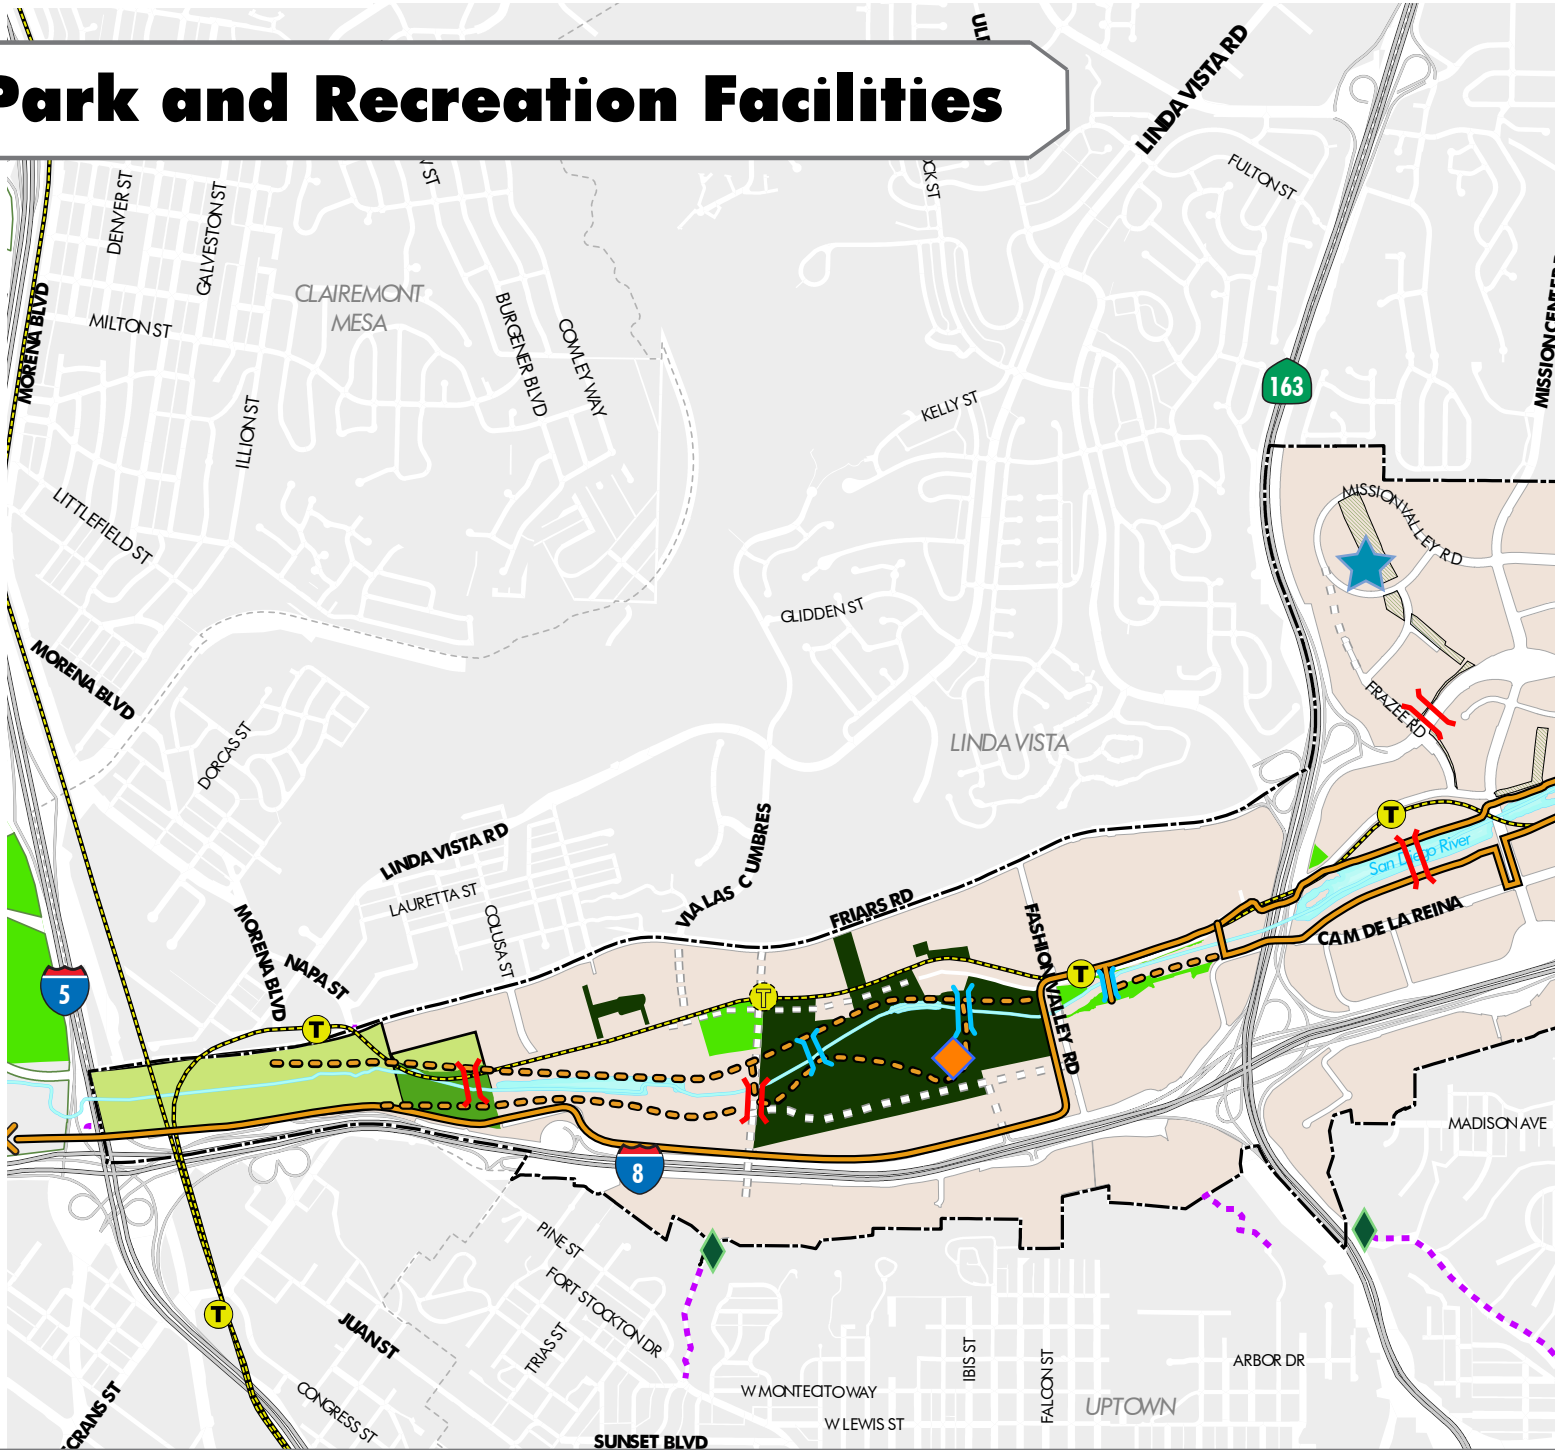 Park and Recreation Facilities
LINDA VISTA RD
FULTON ST
DENVER ST
GALVESTON ST
CLAIREMONT
MESA
MORENA BLVD
MILTON ST
BURGENER BLVD
COWLEY WAY
ILLION ST
KELLY ST
163
LITTLEFIELD ST
MISSION VALLEY RD
GLIDDEN ST
MORENA BLVD
FRAZEE RD
DORCAS ST
LINDA VISTA
LINDA VISTA RD
VIA LAS CUMBRES
T
San Diego River
LAURETTA ST
COLUSA ST
FRIARS RD
FASHION VALLEY RD
CAM DE LA REINA
MORENA BLVD
NAPA ST
T
5
T
T
8
MADISON AVE
PINE ST
FORT STOCKTON DR
T
JUAN ST
TRIAS ST
IBIS ST
FALCON ST
ARBOR DR
CONGRESS ST
W MONTECITO WAY
UPTOWN
W LEWIS ST
SUNSET BLVD